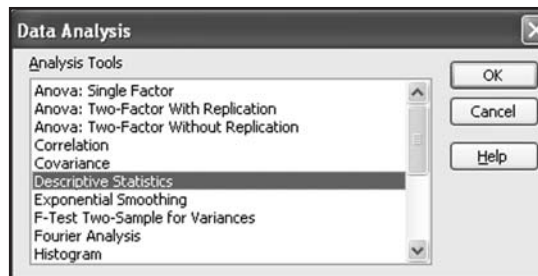 Data Analysis
Analysis Tools
OK
Anova: Single Factor
Anova: Two-Factor With Replication
Anova: Two-Factor Without Replication
Cancel
Correlation
Covariance
Help
Descriptive Statistics
Exponential Smoothing
F-Test Two-Sample for Variances
Fourier Analysis
Histogram